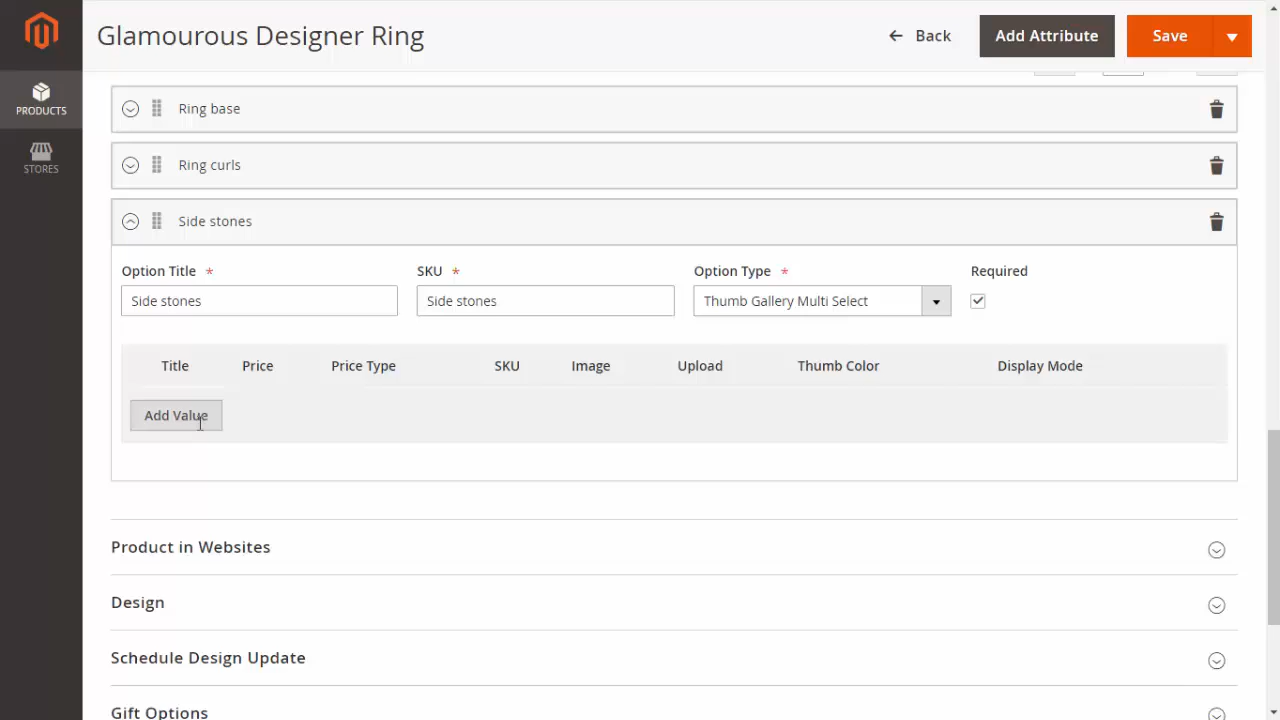 Glamourous Designer Ring
Back
Add Attribute
Save
PRODUCTS
STORES
Ring base
Ring curls
Side stones
Option Title *
SKU *
Option Type *
Required
Side stones
Side stones
Thumb Gallery Multi Select
Title
Price
Price Type
SKU
Image
Upload
Thumb Color
Display Mode
Add Value
Product in Websites
Design
Schedule Design Update
Gift Options